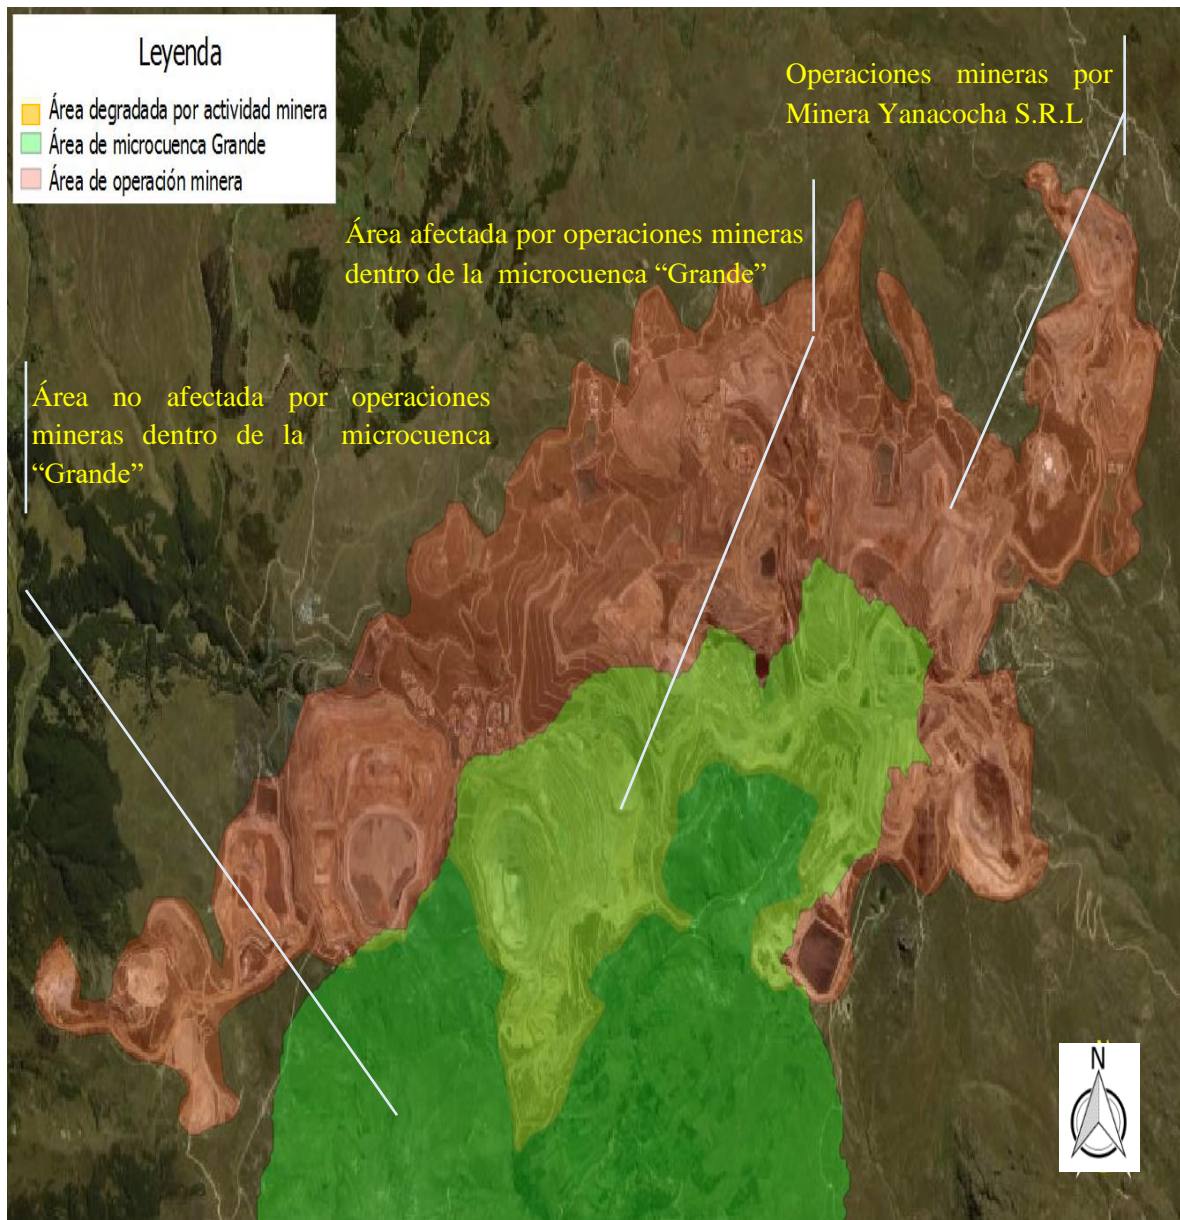 Leyenda
Área degradada por actividad minera
Área de microcuenca Grande
Área de operación minera
Operaciones mineras por
Minera Yanacocha S.R.L
Área afectada por operaciones mineras
dentro de la microcuenca “Grande”
Área no afectada por operaciones
mineras dentro de la microcuenca
“Grande”
N